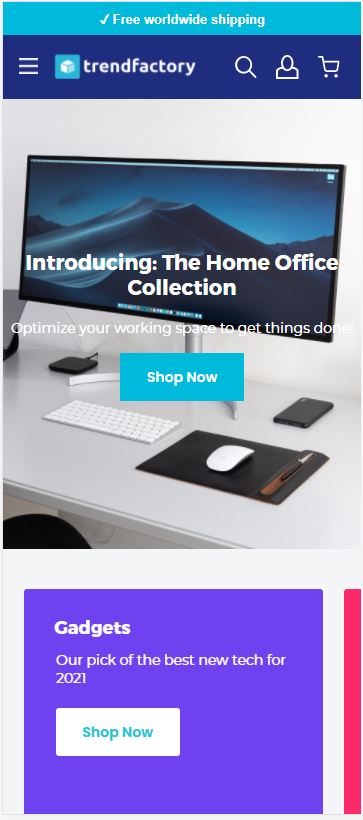 ✓ Free worldwide shipping
trendfactory
Introducing: The Home Office
Collection
Optimize your working space to get things done!
Shop Now
Gadgets
Our pick of the best new tech for
2021
Shop Now